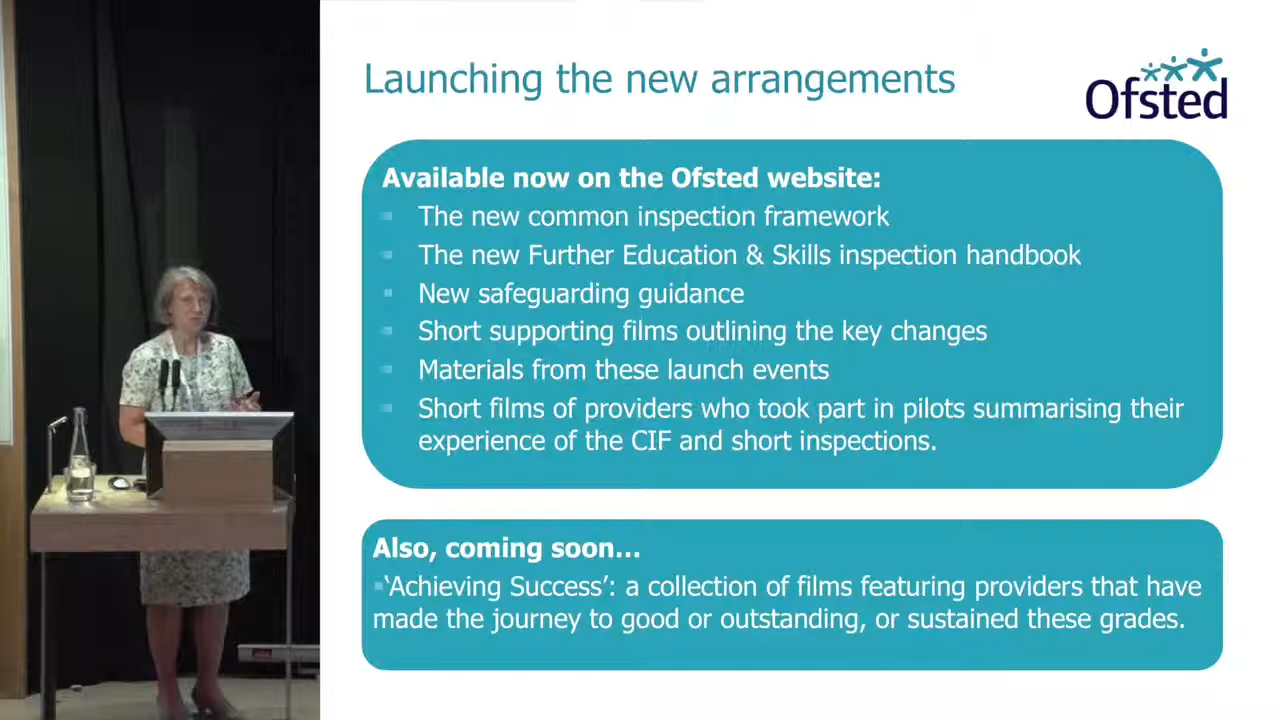 Launching the new arrangements
Ofsted
Available now on the Ofsted website:
▪ The new common inspection framework
▪ The new Further Education & Skills inspection handbook
▪ New safeguarding guidance
▪ Short supporting films outlining the key changes
▪ Materials from these launch events
▪ Short films of providers who took part in pilots summarising their
experience of the CIF and short inspections.
Also, coming soon...
▪‘Achieving Success’: a collection of films featuring providers that have
made the journey to good or outstanding, or sustained these grades.